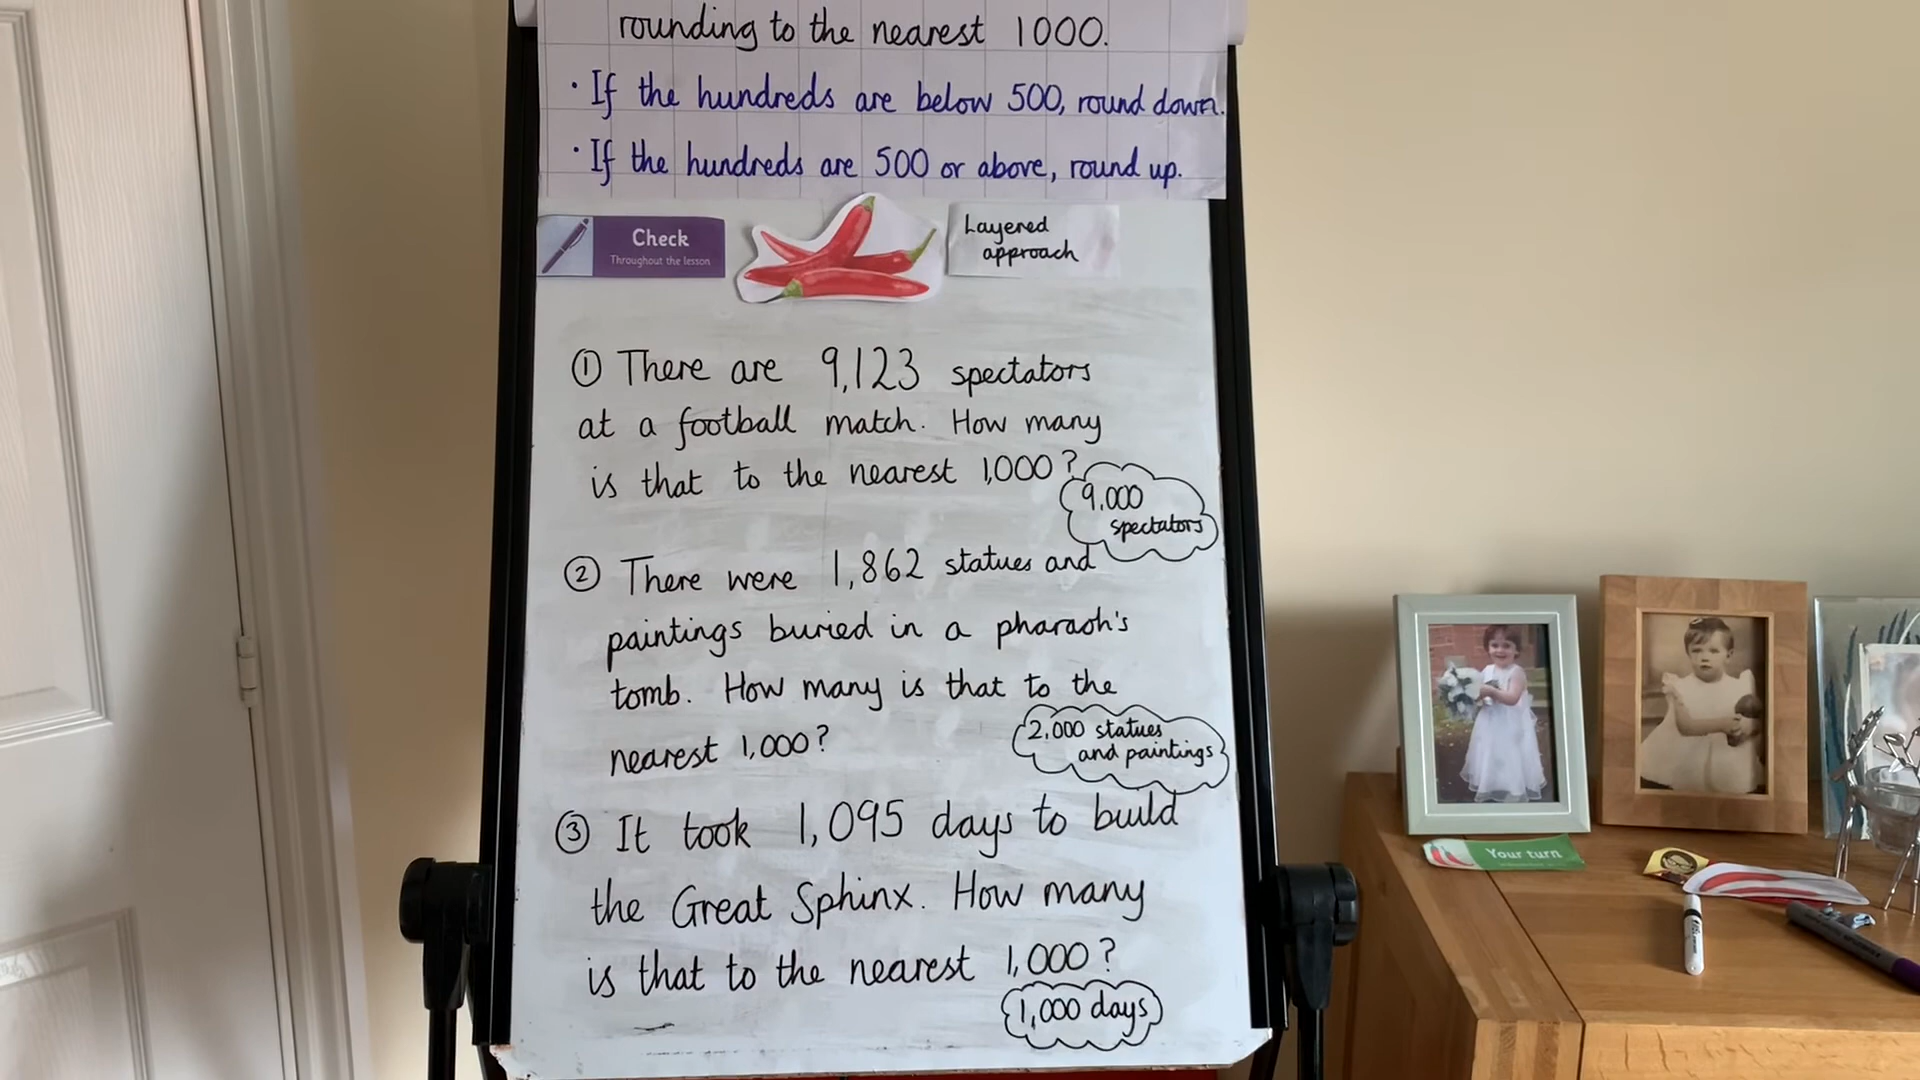 rounding to the nearest 1000.
· If the hundreds are below 500, round down.
· If the hundreds are 500 or above, round up.
Check
Throughout the lesson
Layered
approach
① There are 9,123 spectators
at a football match. How many
is that to the nearest 1,000?
9,000
spectators
② There were 1,862 statues and
paintings buried in a pharaoh's
tomb. How many is that to the
nearest 1,000?
2,000 statues
and paintings
③ It took 1,095 days to build
the Great Sphinx. How many
is that to the nearest 1,000?
1,000 days
Your turn